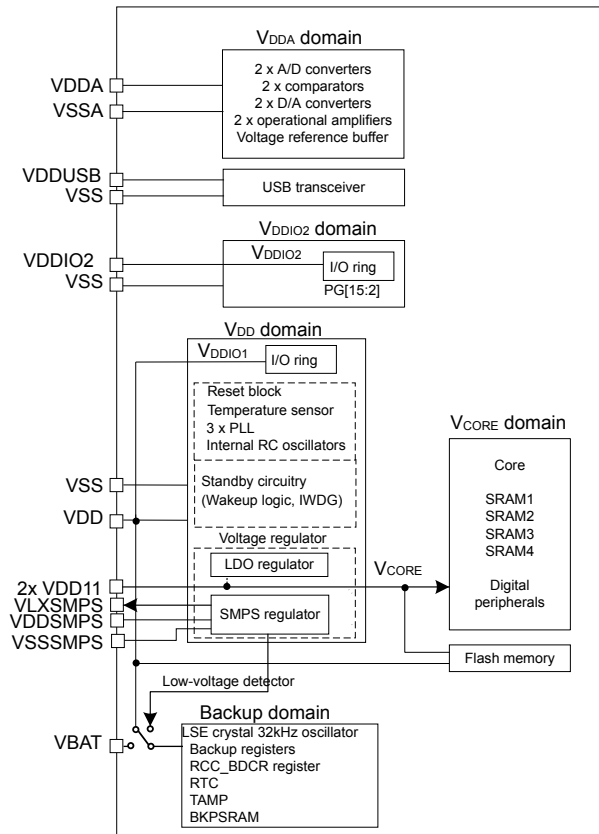 VDDA domain
VDDA
VSSA
2 x A/D converters
2 x comparators
2 x D/A converters
2 x operational amplifiers
Voltage reference buffer
VDDUSB
VSS
USB transceiver
VDDIO2 domain
VDDIO2
VSS
VDDIO2
I/O ring
PG[15:2]
VDD domain
VDDIO1
I/O ring
Reset block
Temperature sensor
3 x PLL
Internal RC oscillators
VSS
VDD
Standby circuitry
(Wakeup logic, IWDG)
Voltage regulator
2x VDD11
VLXSMPS
VDDSMPS
VSSSMPS
LDO regulator
SMPS regulator
VCORE
VCORE domain
Core
SRAM1
SRAM2
SRAM3
SRAM4
Digital
peripherals
Flash memory
Low-voltage detector
Backup domain
VBAT
LSE crystal 32kHz oscillator
Backup registers
RCC_BDCR register
RTC
TAMP
BKPSRAM